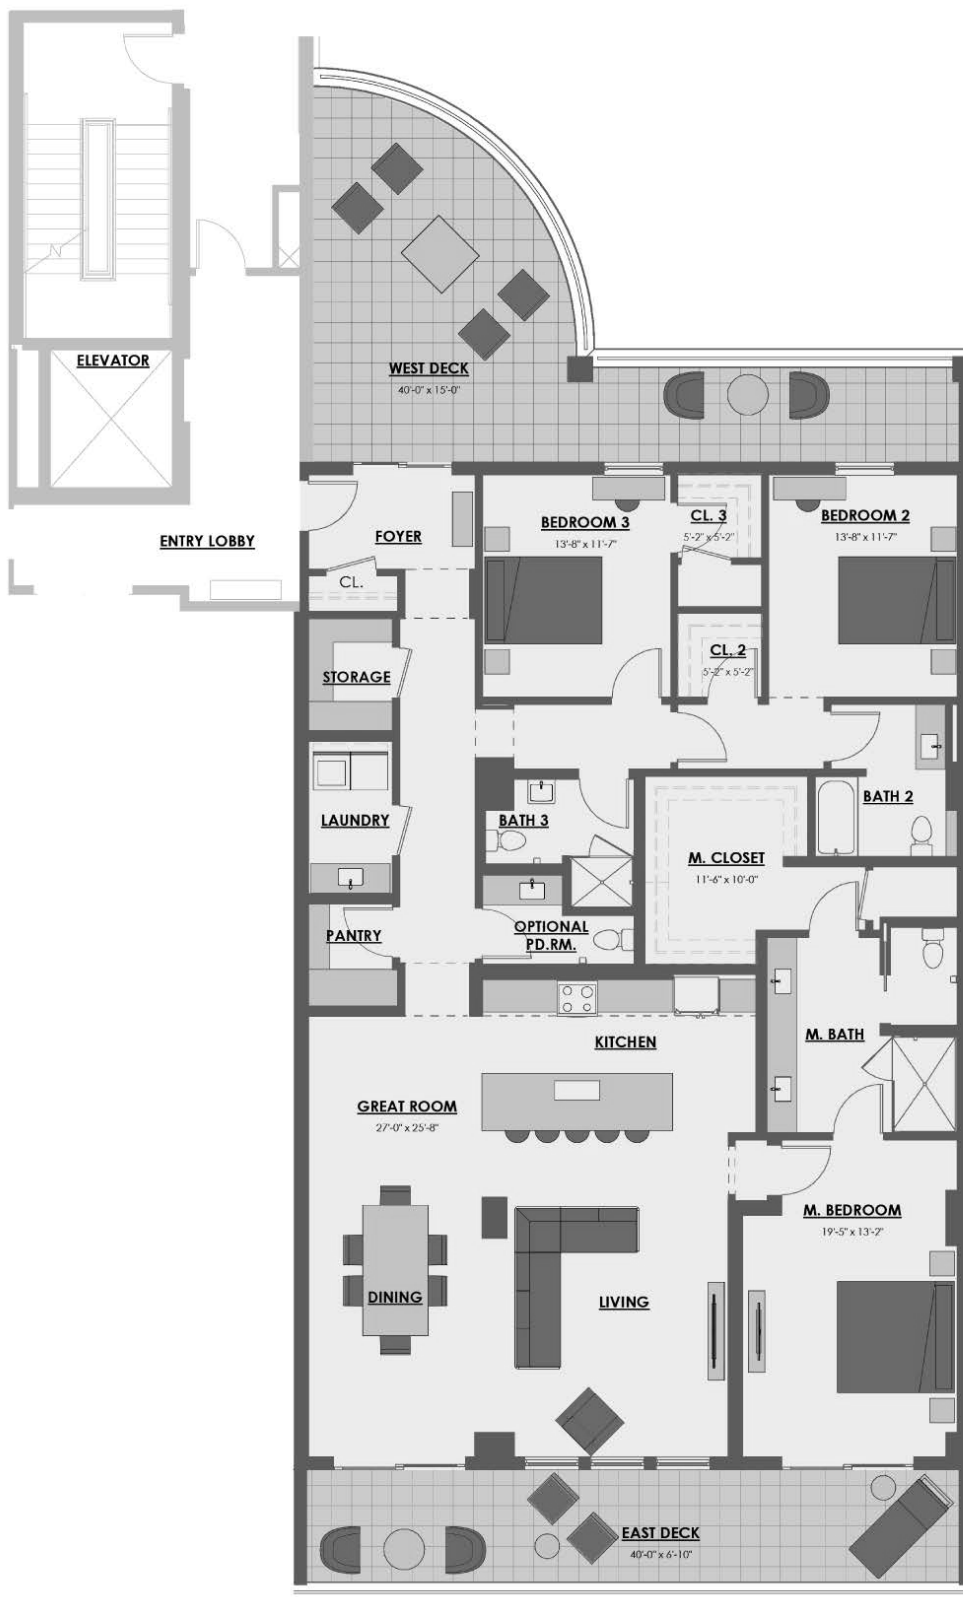 ELEVATOR
WEST DECK
40'-0" x 15'-0"
ENTRY LOBBY
FOYER
CL.
BEDROOM 3
13'-8" x 11'-7"
CL. 3
5'-2" x 5'-2"
BEDROOM 2
13'-8" x 11'-7"
CL. 2
5'-2" x 5'-2"
STORAGE
LAUNDRY
BATH 3
BATH 2
M. CLOSET
11'-6" x 10'-0"
PANTRY
OPTIONAL
PD.RM.
KITCHEN
M. BATH
GREAT ROOM
27'-0" x 25'-8"
M. BEDROOM
19'-5" x 13'-2"
DINING
LIVING
EAST DECK
40'-0" x 6'-10"